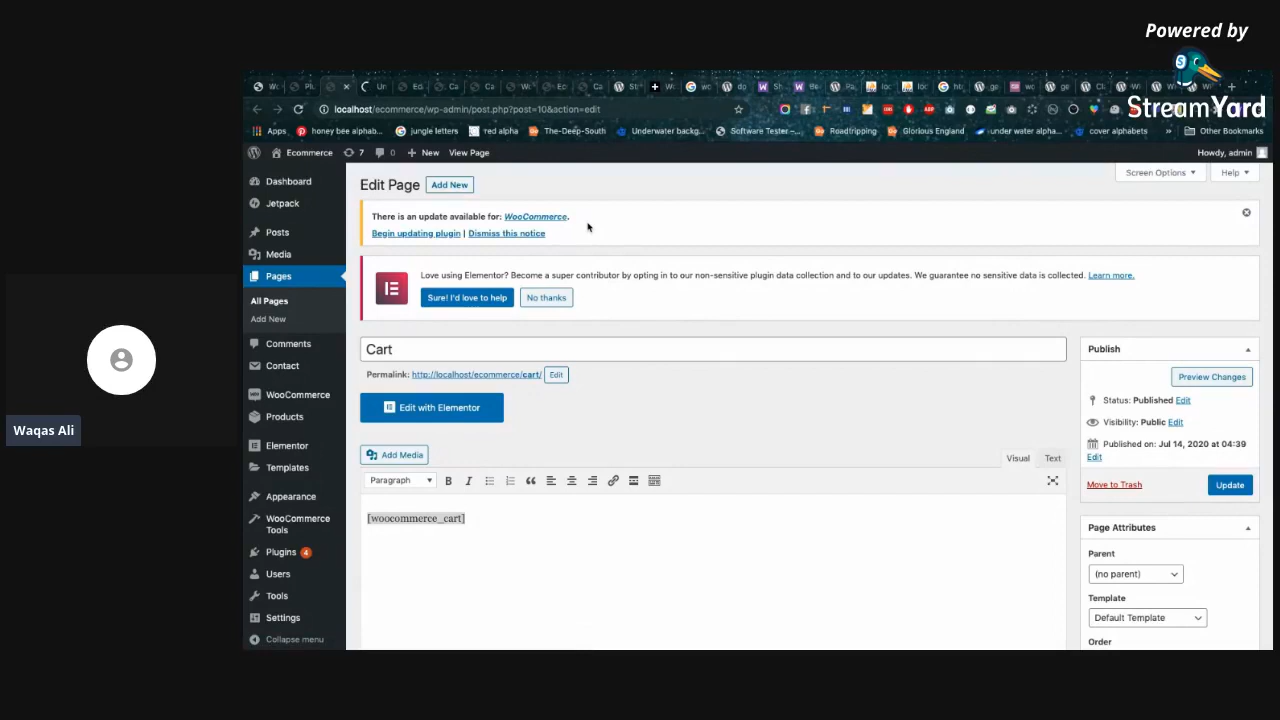 Powered by
StreamYard
localhost/ecommerce/wp-admin/post.php?post=10&action=edit
Apps
honey bee alphab...
jungle letters
red alpha
The-Deep-South
Underwater backg...
Software Tester –...
Roadtripping
Glorious England
under water alpha...
cover alphabets
»
Other Bookmarks
Ecommerce
7
0
New
View Page
Howdy, admin
Dashboard
Jetpack
Posts
Media
Pages
All Pages
Add New
Comments
Contact
WooCommerce
Products
Elementor
Templates
Appearance
WooCommerce
Tools
Plugins 4
Users
Tools
Settings
Collapse menu
Edit Page
Add New
Screen Options
Help
There is an update available for: WooCommerce.
Begin updating plugin | Dismiss this notice
Love using Elementor? Become a super contributor by opting in to our non-sensitive plugin data collection and to our updates. We guarantee no sensitive data is collected. Learn more.
Sure! I'd love to help
No thanks
Cart
Permalink: http://localhost/ecommerce/cart/ Edit
Edit with Elementor
Add Media
Visual
Text
Paragraph
B
I
[woocommerce_cart]
Publish
Preview Changes
Status: Published Edit
Visibility: Public Edit
Published on: Jul 14, 2020 at 04:39
Edit
Move to Trash
Update
Page Attributes
Parent
(no parent)
Template
Default Template
Order
Waqas Ali